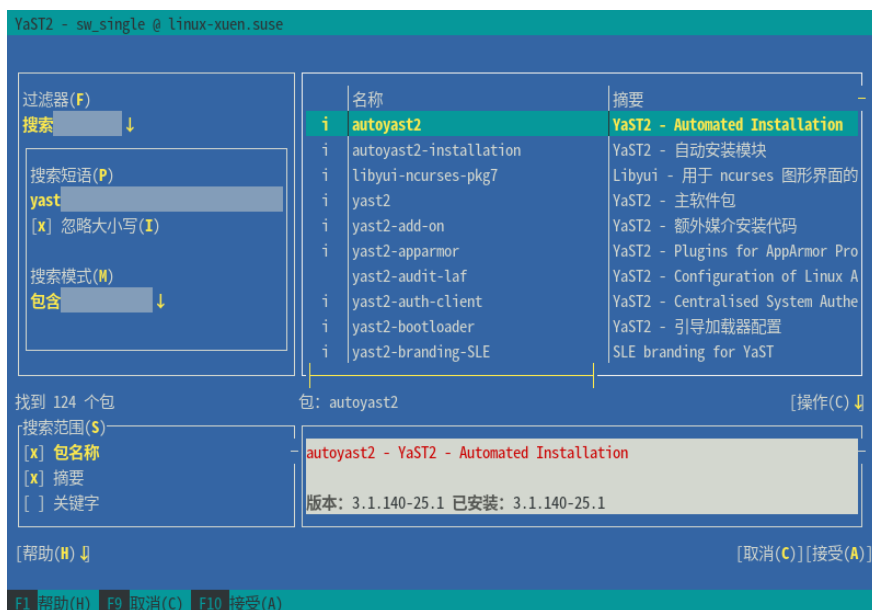 YaST2 - sw_single @ linux-xuen.suse
过滤器(F)
搜索 ↓
搜索短语(P)
yast
[x] 忽略大小写(I)
搜索模式(M)
包含 ↓
名称 摘要
i autoyast2 YaST2 - Automated Installation
i autoyast2-installation YaST2 - 自动安装模块
i libyui-ncurses-pkg7 Libyui - 用于 ncurses 图形界面的
i yast2 YaST2 - 主软件包
i yast2-add-on YaST2 - 额外媒介安装代码
i yast2-apparmor YaST2 - Plugins for AppArmor Pro
yast2-audit-laf YaST2 - Configuration of Linux A
i yast2-auth-client YaST2 - Centralised System Authe
i yast2-bootloader YaST2 - 引导加载器配置
i yast2-branding-SLE SLE branding for YaST
找到 124 个包
包: autoyast2 [操作(C)↓]
搜索范围(S)
[x] 包名称
[x] 摘要
[ ] 关键字
autoyast2 - YaST2 - Automated Installation
版本: 3.1.140-25.1 已安装: 3.1.140-25.1
[帮助(H)↓] [取消(C)][接受(A)]
F1 帮助(H) F9 取消(C) F10 接受(A)